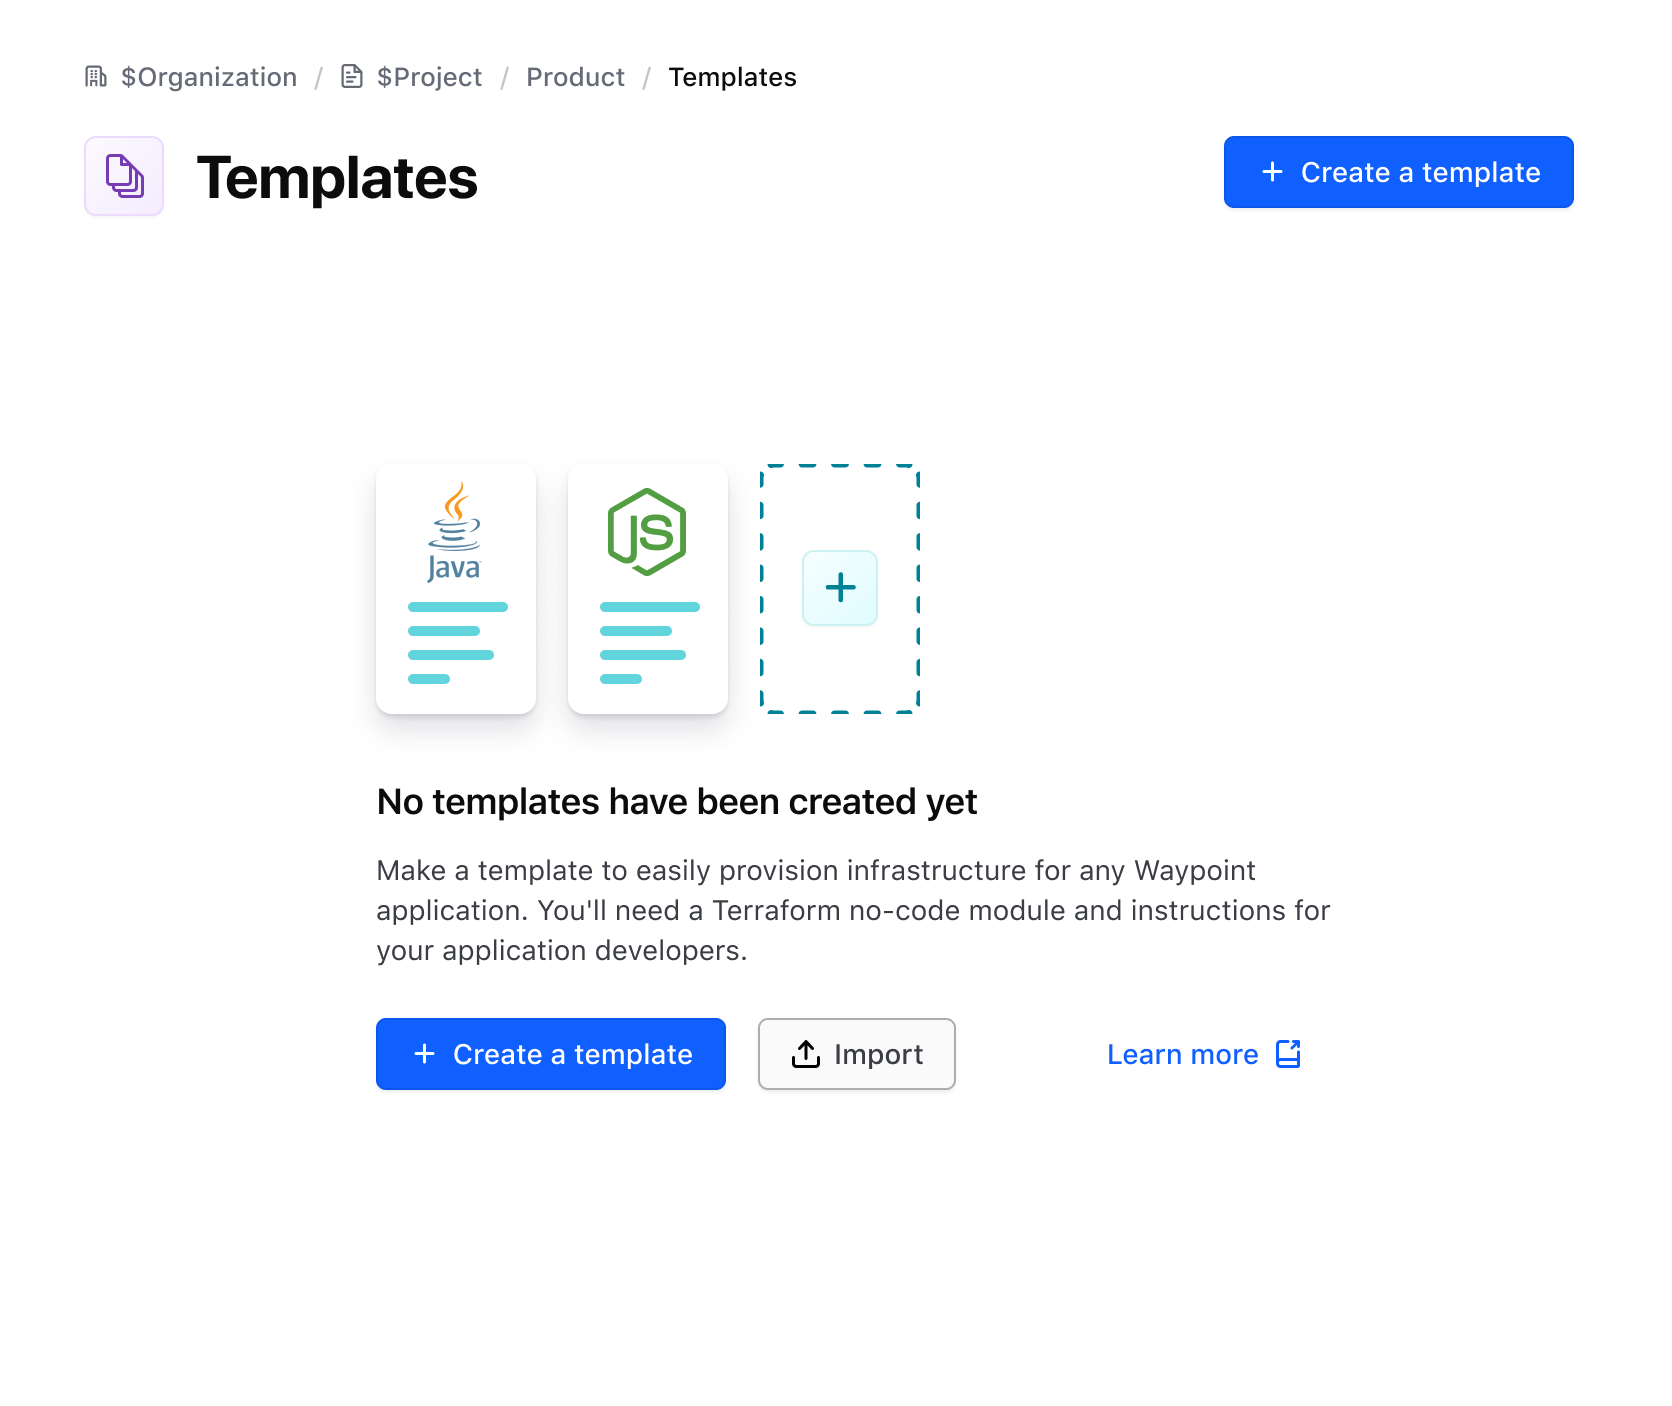 $Organization / $Project / Product / Templates
Templates
+ Create a template
Java
JS
No templates have been created yet
Make a template to easily provision infrastructure for any Waypoint
application. You'll need a Terraform no-code module and instructions for
your application developers.
+ Create a template
Import
Learn more